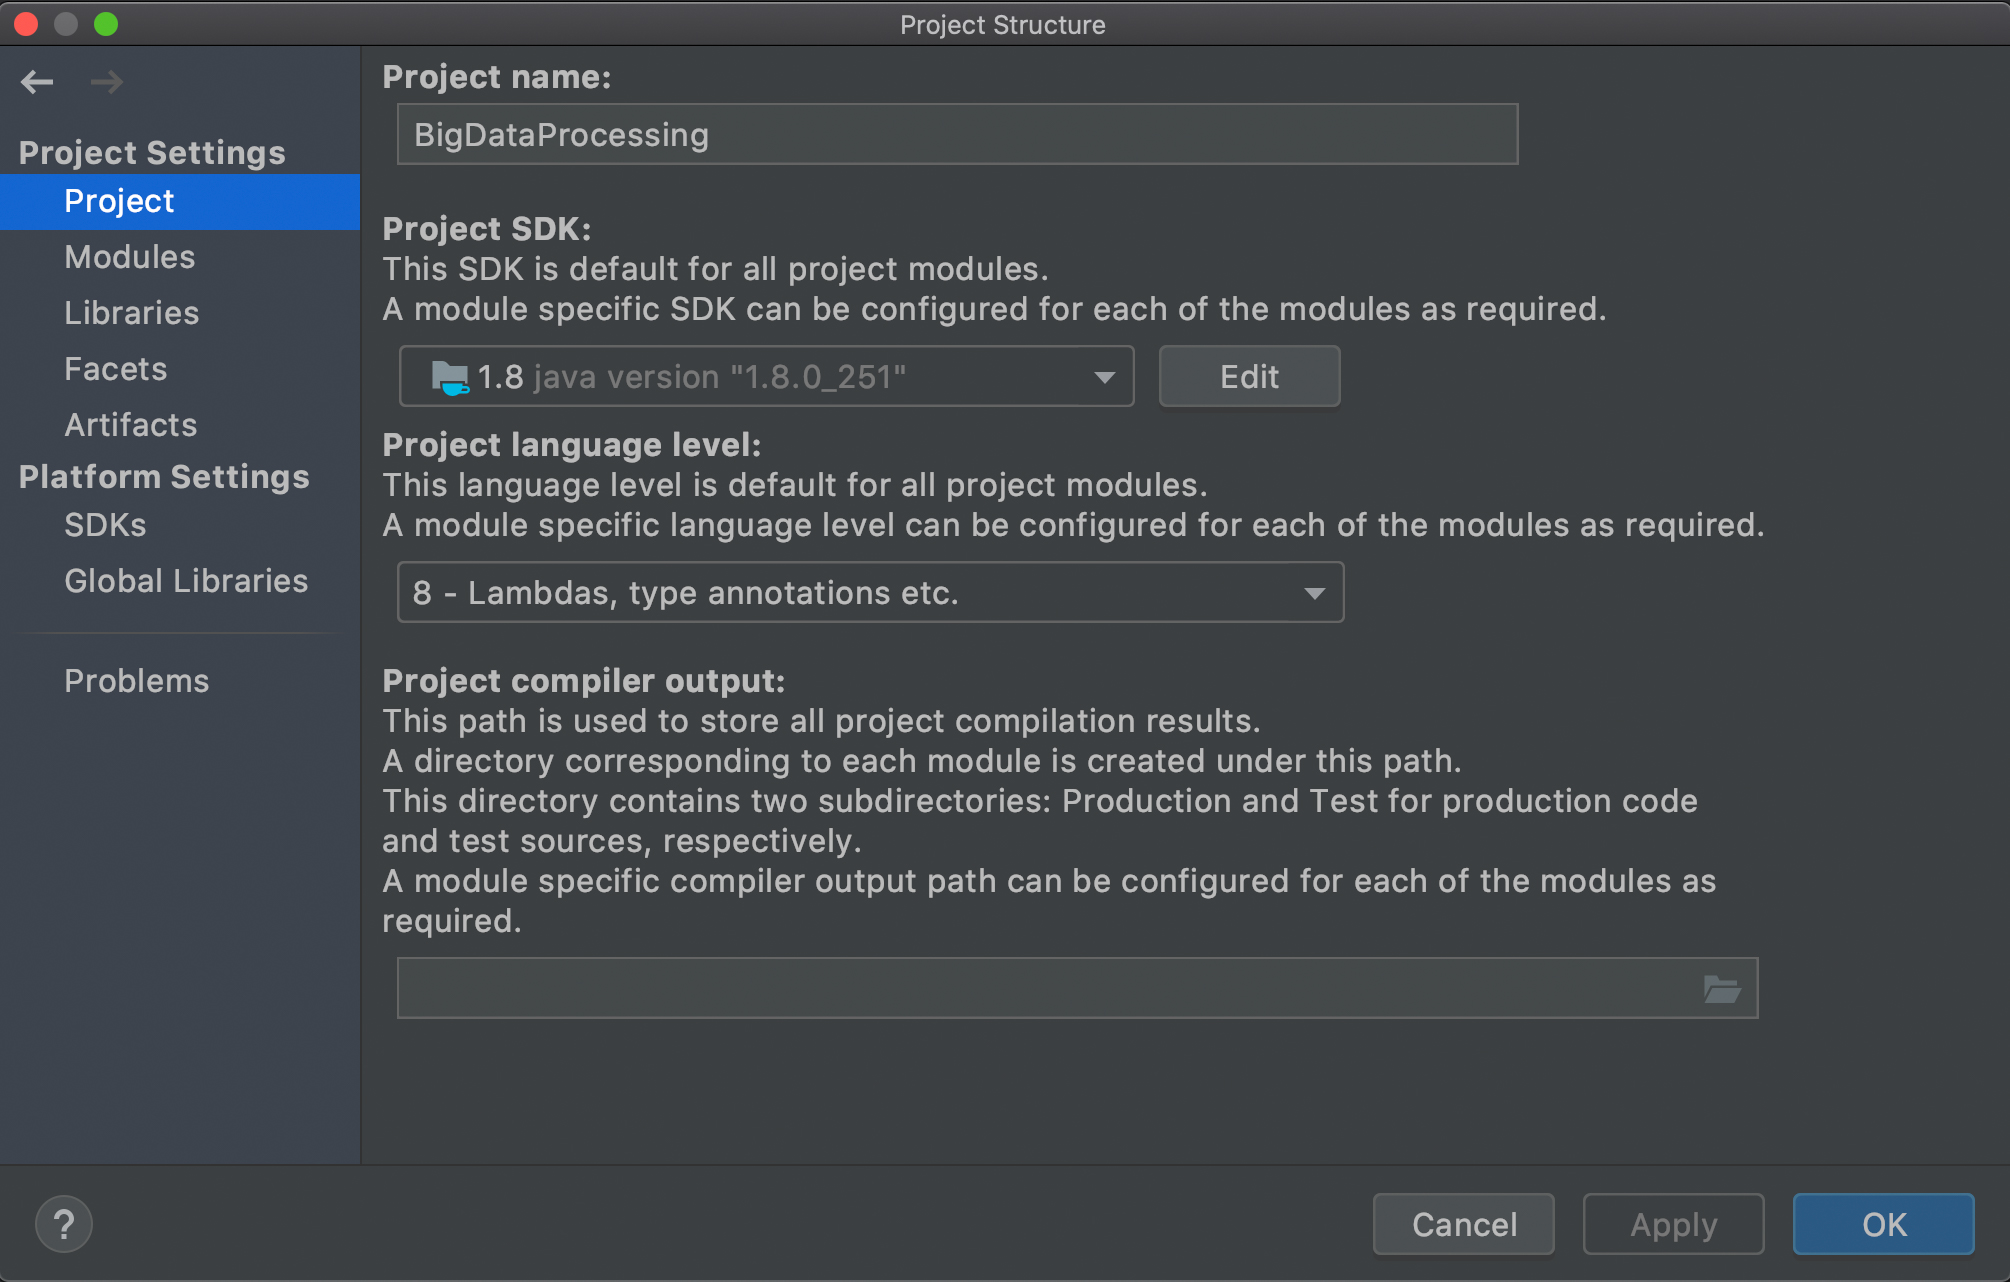 Project Structure
Project Settings
Project
Modules
Libraries
Facets
Artifacts
Platform Settings
SDKs
Global Libraries
Problems
Project name:
BigDataProcessing
Project SDK:
This SDK is default for all project modules.
A module specific SDK can be configured for each of the modules as required.
1.8 java version "1.8.0_251"
Edit
Project language level:
This language level is default for all project modules.
A module specific language level can be configured for each of the modules as required.
8 - Lambdas, type annotations etc.
Project compiler output:
This path is used to store all project compilation results.
A directory corresponding to each module is created under this path.
This directory contains two subdirectories: Production and Test for production code
and test sources, respectively.
A module specific compiler output path can be configured for each of the modules as
required.
?
Cancel
Apply
OK